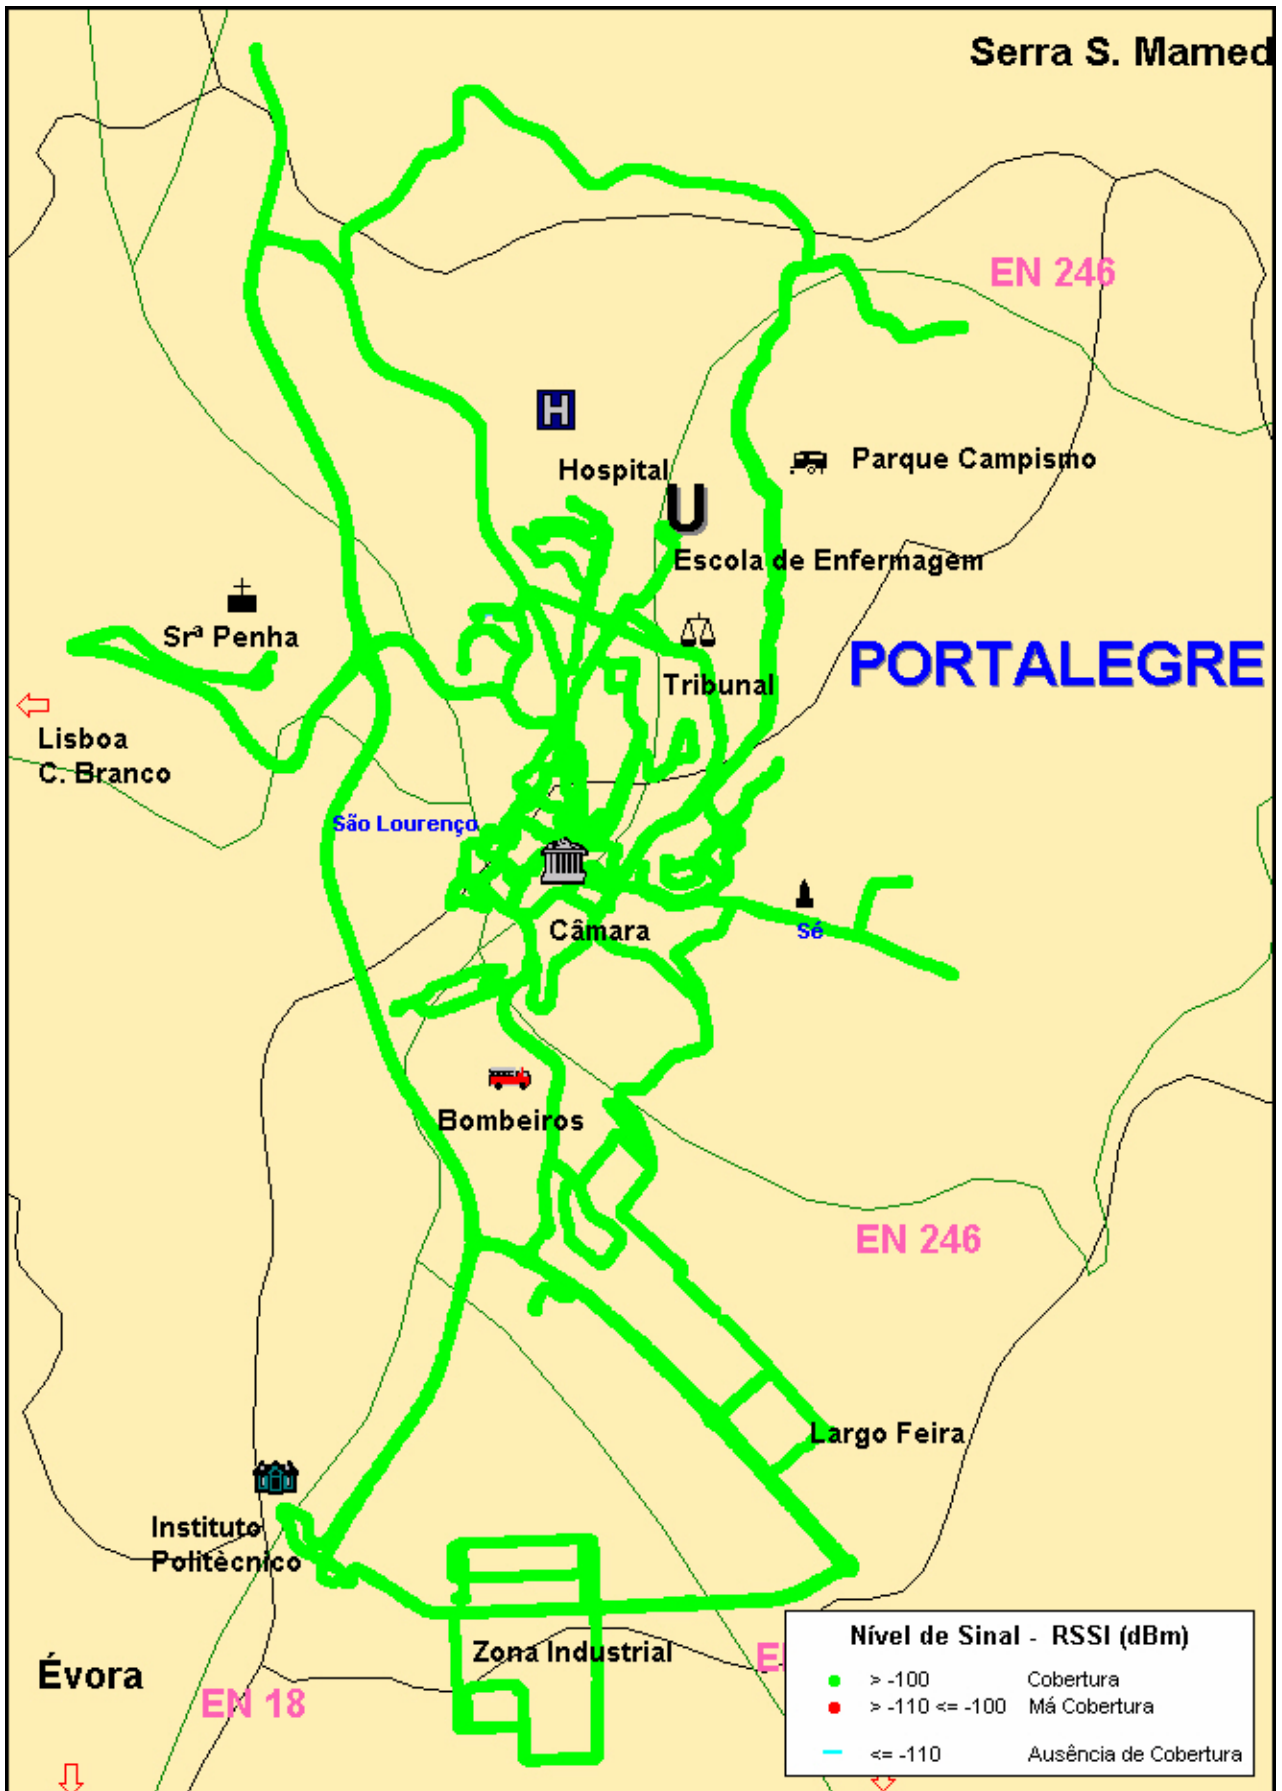 Serra S. Mamed
EN 246
H
Hospital
Parque Campismo
U
Escola de Enfermagem
Srª Penha
Tribunal
PORTALEGRE
Lisboa
C. Branco
São Lourenço
Câmara
Sé
Bombeiros
EN 246
Largo Feira
Instituto
Politècnico
Zona Industrial
Évora
EN 18
Nível de Sinal - RSSI (dBm)
> -100 Cobertura
> -110 <= -100 Má Cobertura
<= -110 Ausência de Cobertura